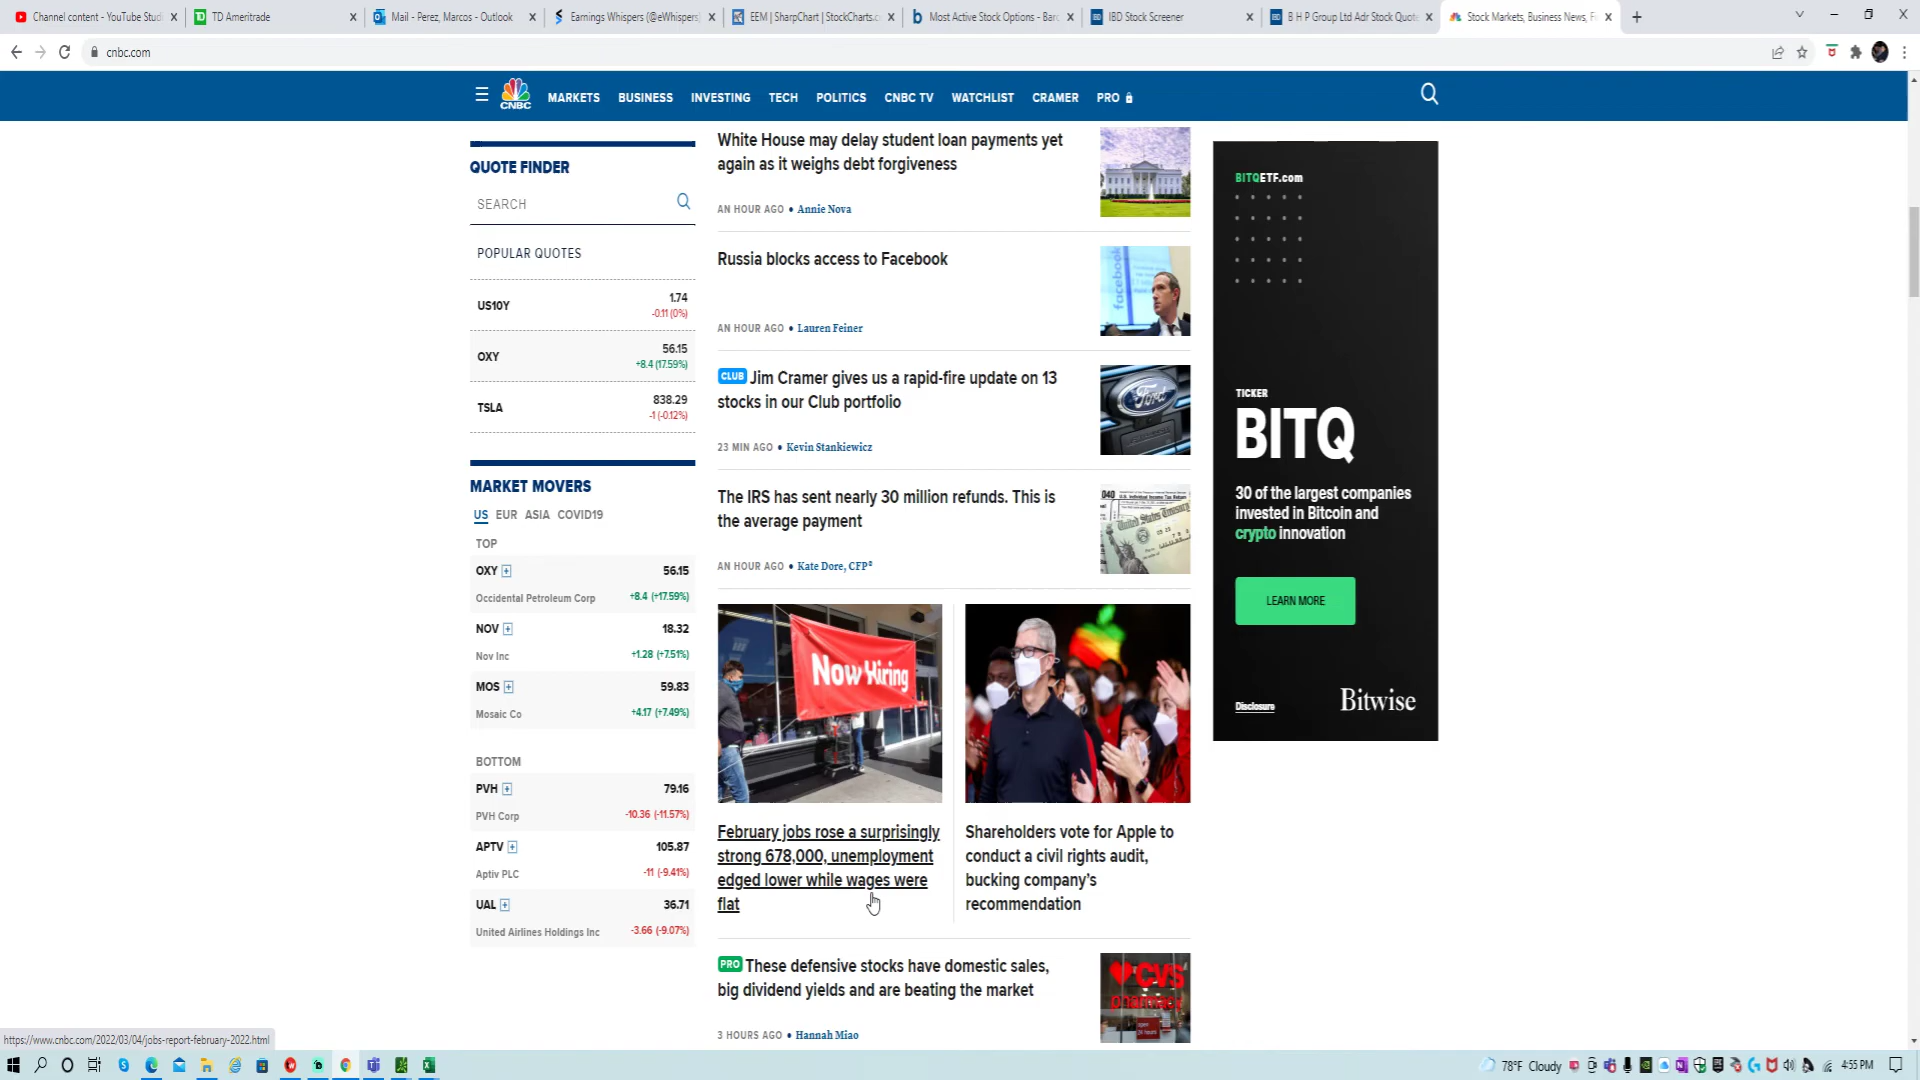 Channel content - YouTube Stud
TD Ameritrade
Mail - Perez, Marcos - Outlook
Earnings Whispers (@eWhispers)
EEM | SharpChart | StockCharts.c
Most Active Stock Options - Barc
IBD Stock Screener
B H P Group Ltd Adr Stock Quote
Stock Markets, Business News, F
cnbc.com
CNBC
MARKETS BUSINESS INVESTING TECH POLITICS CNBC TV WATCHLIST CRAMER PRO
QUOTE FINDER
SEARCH
POPULAR QUOTES
US10Y 1.74
-0.11 (0%)
OXY 56.15
+8.4 (17.59%)
TSLA 838.29
-1 (-0.12%)
MARKET MOVERS
US EUR ASIA COVID19
TOP
OXY 56.15
Occidental Petroleum Corp +8.4 (+17.59%)
NOV 18.32
Nov Inc +1.28 (+7.51%)
MOS 59.83
Mosaic Co +4.17 (+7.49%)
BOTTOM
PVH 79.16
PVH Corp -10.36 (-11.57%)
APTV 105.87
Aptiv PLC -11 (-9.41%)
UAL 36.71
United Airlines Holdings Inc -3.66 (-9.07%)
White House may delay student loan payments yet
again as it weighs debt forgiveness
AN HOUR AGO • Annie Nova
Russia blocks access to Facebook
AN HOUR AGO • Lauren Feiner
facebook
CLUB Jim Cramer gives us a rapid-fire update on 13
stocks in our Club portfolio
23 MIN AGO • Kevin Stankiewicz
Ford
The IRS has sent nearly 30 million refunds. This is
the average payment
AN HOUR AGO • Kate Dore, CFP®
Now Hiring
February jobs rose a surprisingly
strong 678,000, unemployment
edged lower while wages were
flat
Shareholders vote for Apple to
conduct a civil rights audit,
bucking company's
recommendation
PRO These defensive stocks have domestic sales,
big dividend yields and are beating the market
3 HOURS AGO • Hannah Miao
CVS
pharmacy
BITQETF.com
TICKER
BITQ
30 of the largest companies
invested in Bitcoin and
crypto innovation
LEARN MORE
Disclosure Bitwise
https://www.cnbc.com/2022/03/04/jobs-report-february-2022.html
78°F Cloudy
4:55 PM